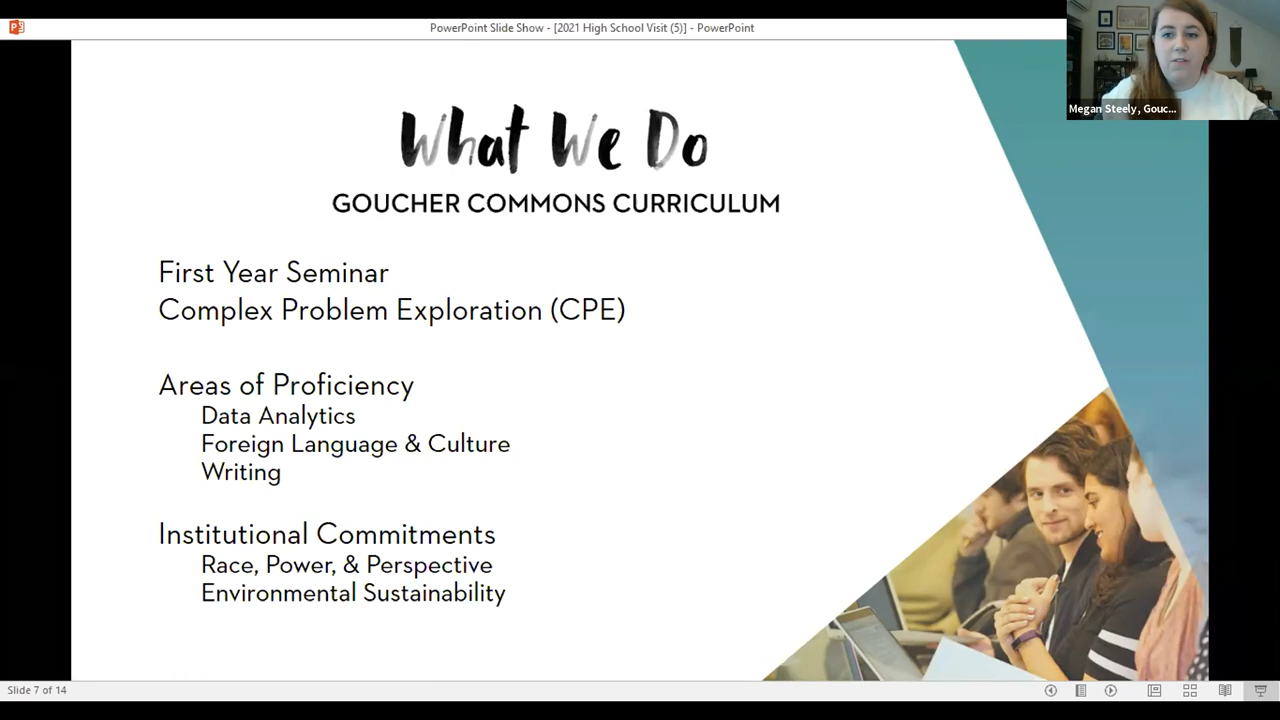 PowerPoint Slide Show - [2021 High School Visit (5)] - PowerPoint
Megan Steely, Gouc...
What We Do
GOUCHER COMMONS CURRICULUM
First Year Seminar
Complex Problem Exploration (CPE)
Areas of Proficiency
Data Analytics
Foreign Language & Culture
Writing
Institutional Commitments
Race, Power, & Perspective
Environmental Sustainability
Slide 7 of 14